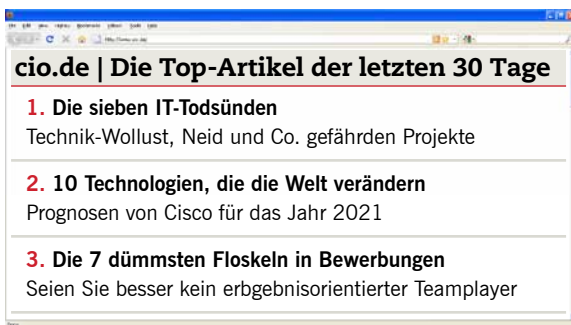 cio.de | Die Top-Artikel der letzten 30 Tage
1. Die sieben IT-Todsünden
Technik-Wollust, Neid und Co. gefährden Projekte
2. 10 Technologien, die die Welt verändern
Prognosen von Cisco für das Jahr 2021
3. Die 7 dümmsten Floskeln in Bewerbungen
Seien Sie besser kein erbgebnisorientierter Teamplayer